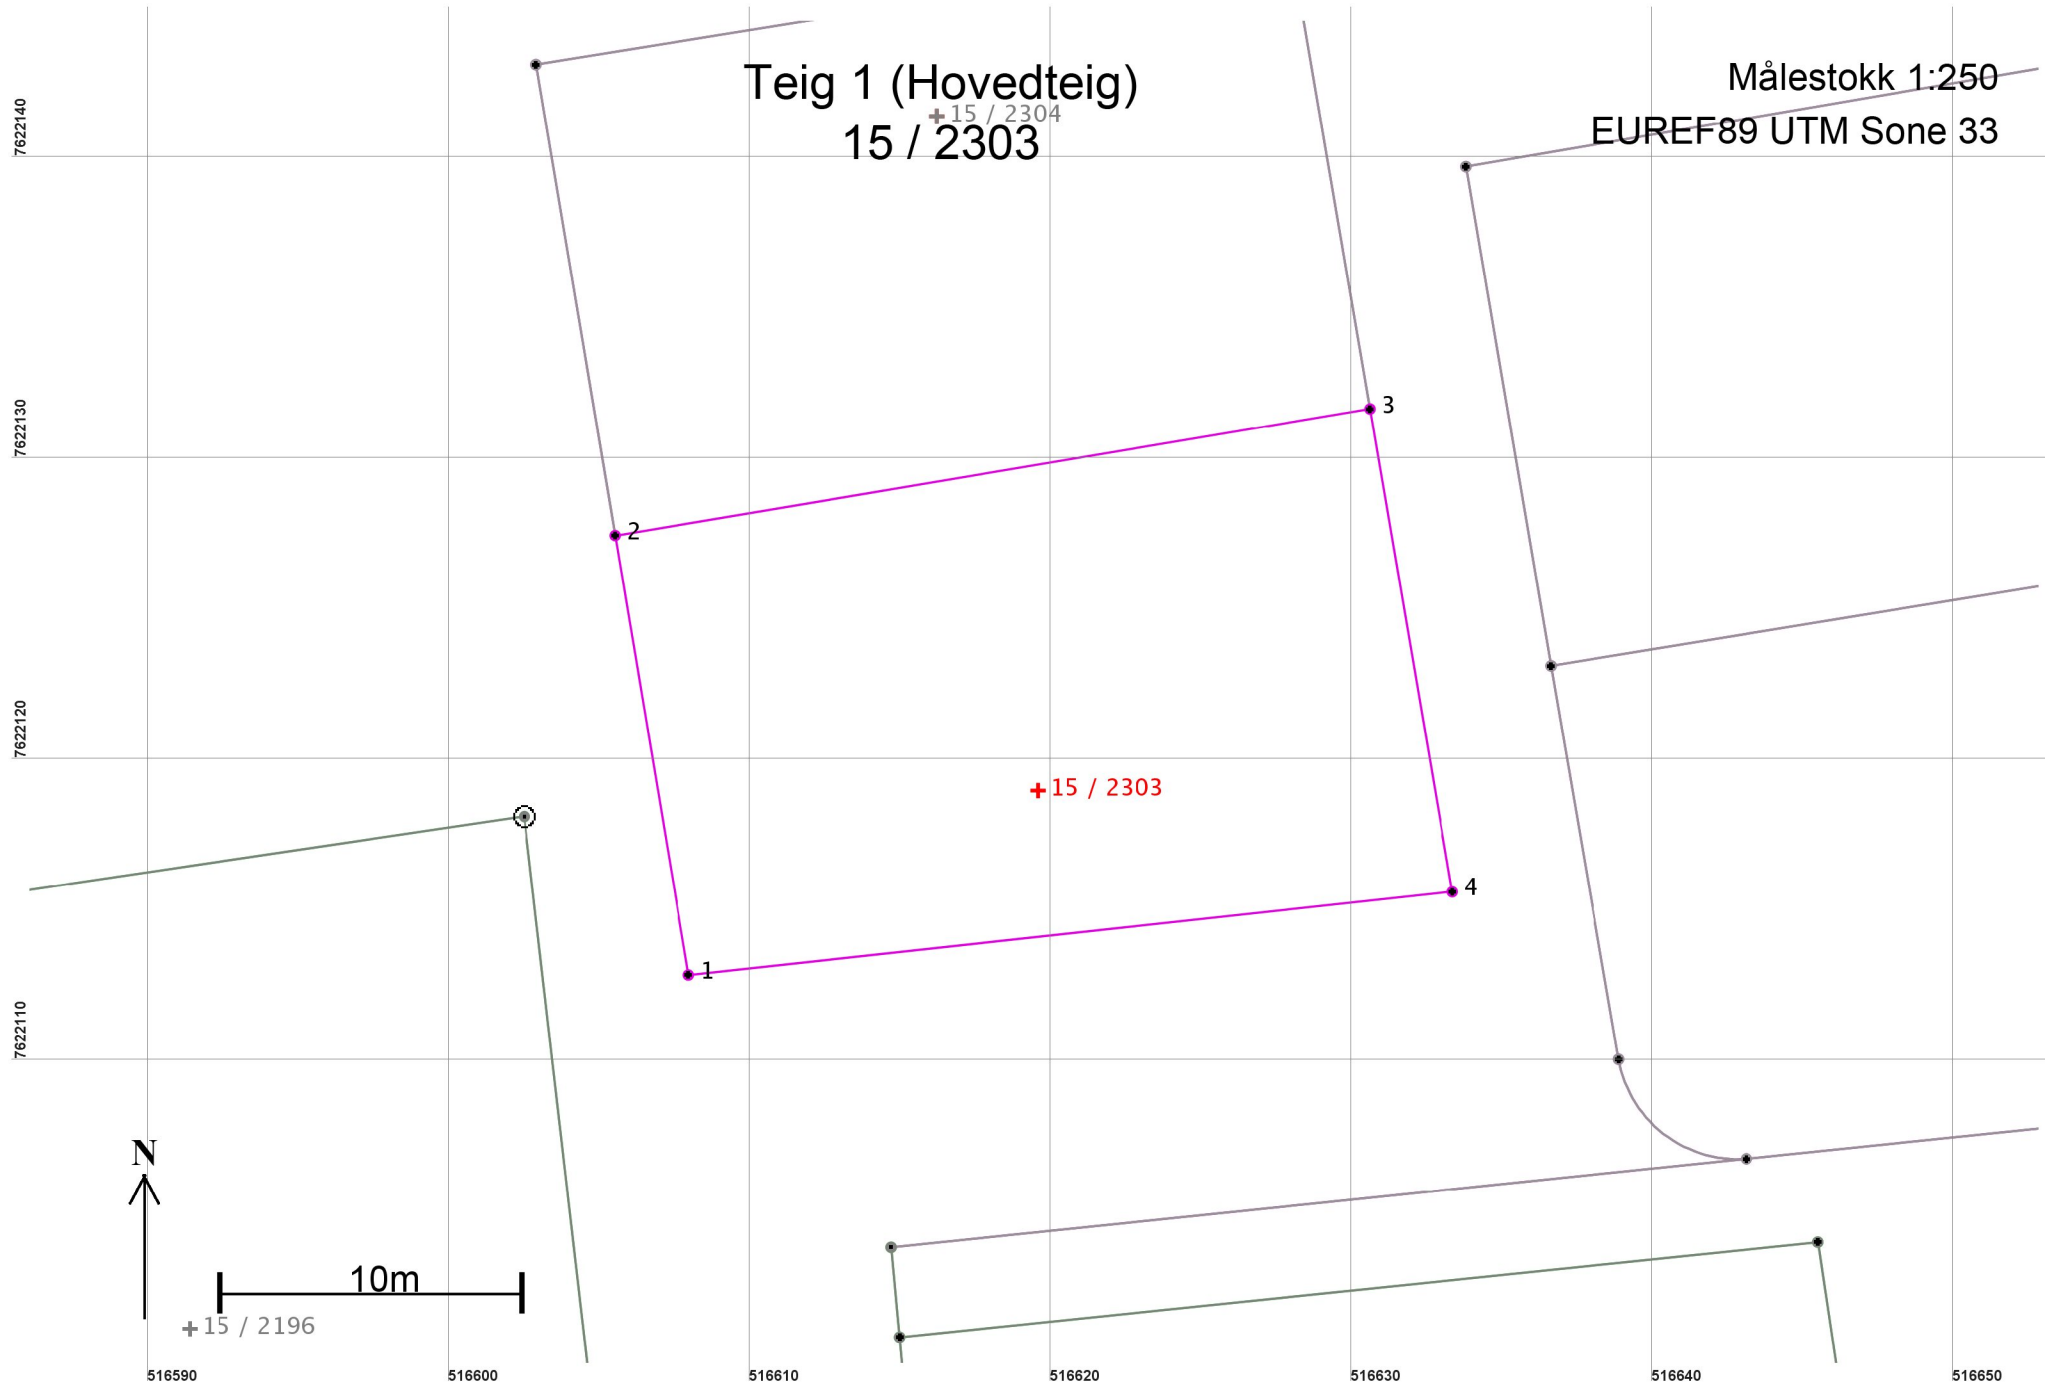 Teig 1 (Hovedteig)
15 / 2304
15 / 2303
Målestokk 1:250
EUREF89 UTM Sone 33
7622140
7622130
7622120
7622110
3
2
15 / 2303
4
1
N
10m
15 / 2196
516590
516600
516610
516620
516630
516640
516650